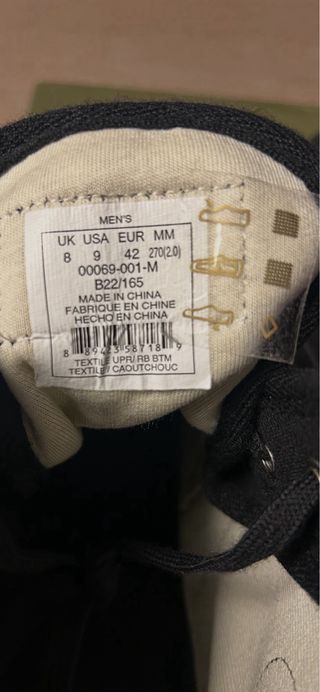 MEN'S
UK USA EUR MM
8 9 42 270(2.0)
00069-001-M
B22/165
MADE IN CHINA
FABRIQUE EN CHINE
HECHO EN CHINA
8 89423 58718 9
TEXTILE UPR/ RB BTM
TEXTILE / CAOUTCHOUC